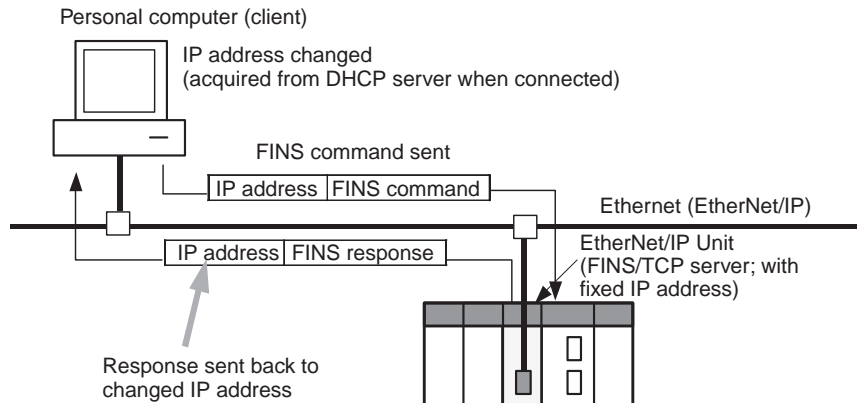 Personal computer (client)
IP address changed
(acquired from DHCP server when connected)
FINS command sent
IP address FINS command
Ethernet (EtherNet/IP)
IP address FINS response
EtherNet/IP Unit
(FINS/TCP server; with
fixed IP address)
Response sent back to
changed IP address